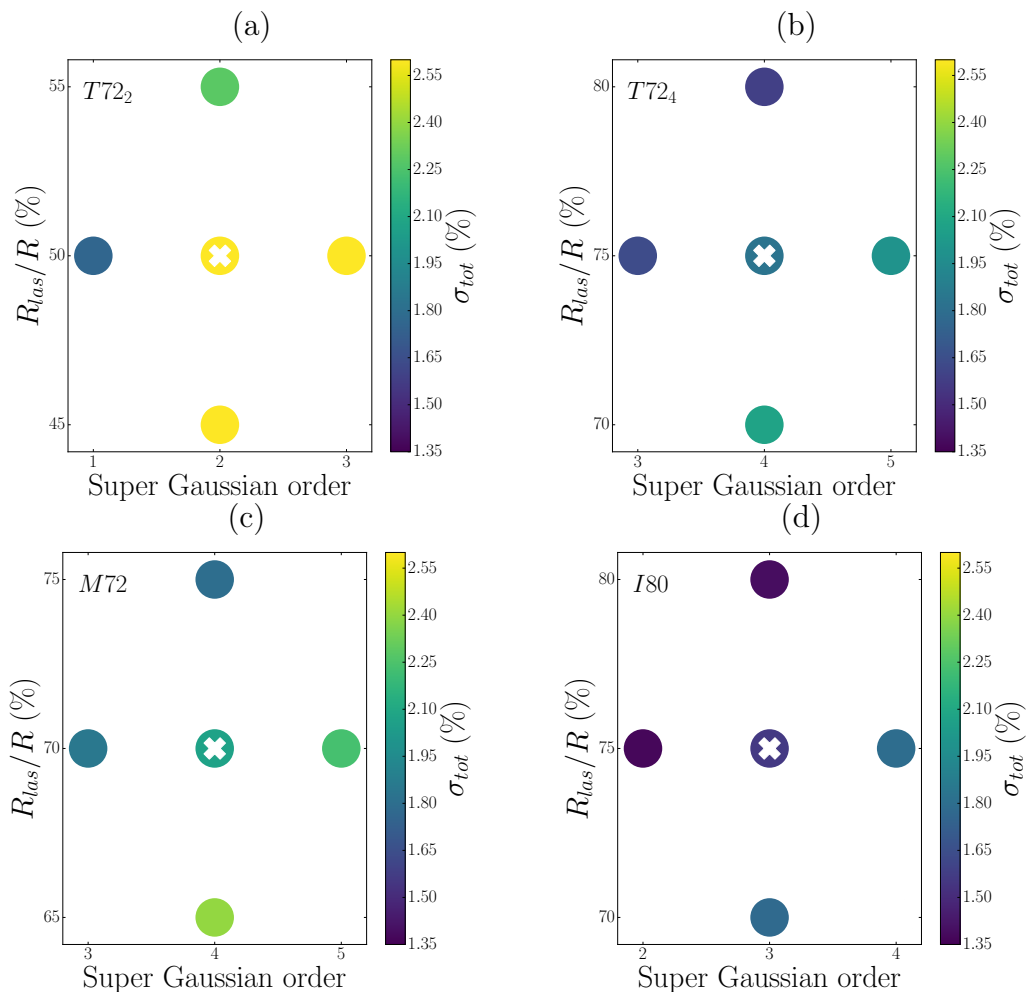 (a)
T72₂
55
50
45
1 2 3
Super Gaussian order
R_las/R (%)
2.55
2.40
2.25
2.10
1.95
1.80
1.65
1.50
1.35
σ_tot (%)
(b)
T72₄
80
75
70
3 4 5
Super Gaussian order
R_las/R (%)
2.55
2.40
2.25
2.10
1.95
1.80
1.65
1.50
1.35
σ_tot (%)
(c)
M72
75
70
65
3 4 5
Super Gaussian order
R_las/R (%)
2.55
2.40
2.25
2.10
1.95
1.80
1.65
1.50
1.35
σ_tot (%)
(d)
I80
80
75
70
2 3 4
Super Gaussian order
R_las/R (%)
2.55
2.40
2.25
2.10
1.95
1.80
1.65
1.50
1.35
σ_tot (%)